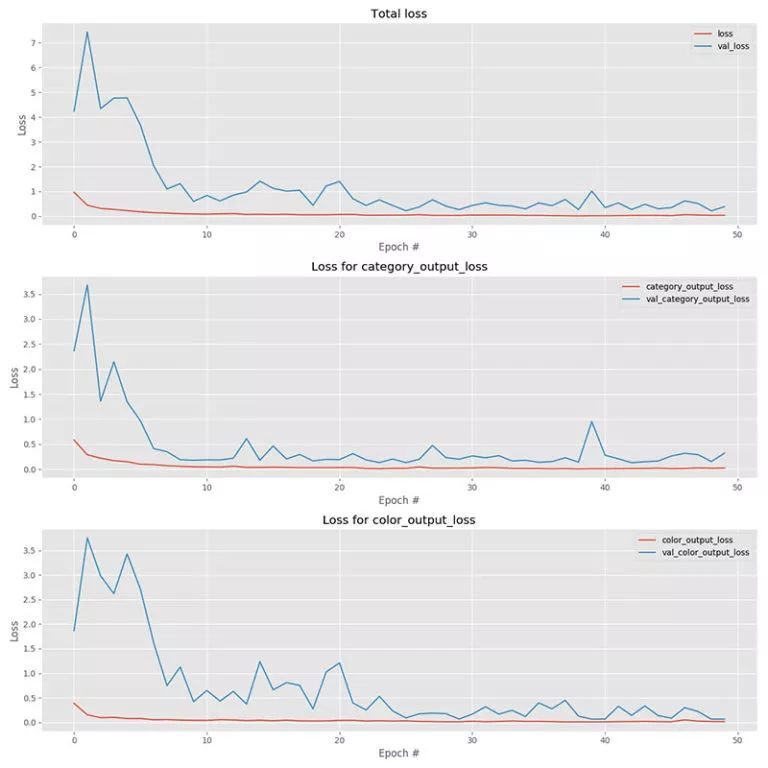 Total loss
loss
val_loss
7
6
5
4
3
2
1
0
Loss
0 10 20 30 40 50
Epoch #
Loss for category_output_loss
category_output_loss
val_category_output_loss
3.5
3.0
2.5
2.0
1.5
1.0
0.5
0.0
Loss
0 10 20 30 40 50
Epoch #
Loss for color_output_loss
color_output_loss
val_color_output_loss
3.5
3.0
2.5
2.0
1.5
1.0
0.5
0.0
Loss
0 10 20 30 40 50
Epoch #